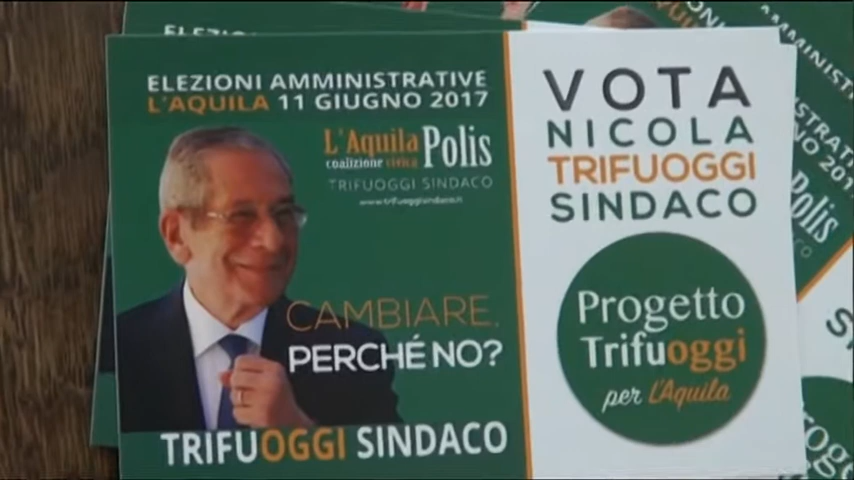 ELEZIONI AMMINISTRATIVE
L'AQUILA 11 GIUGNO 2017
L'Aquila Polis
coalizione civica
TRIFUOGGI SINDACO
www.trifuoggisindaco.it
CAMBIARE.
PERCHÉ NO?
TRIFUOGGI SINDACO
VOTA
NICOLA
TRIFUOGGI
SINDACO
Progetto
Trifuoggi
per L'Aquila